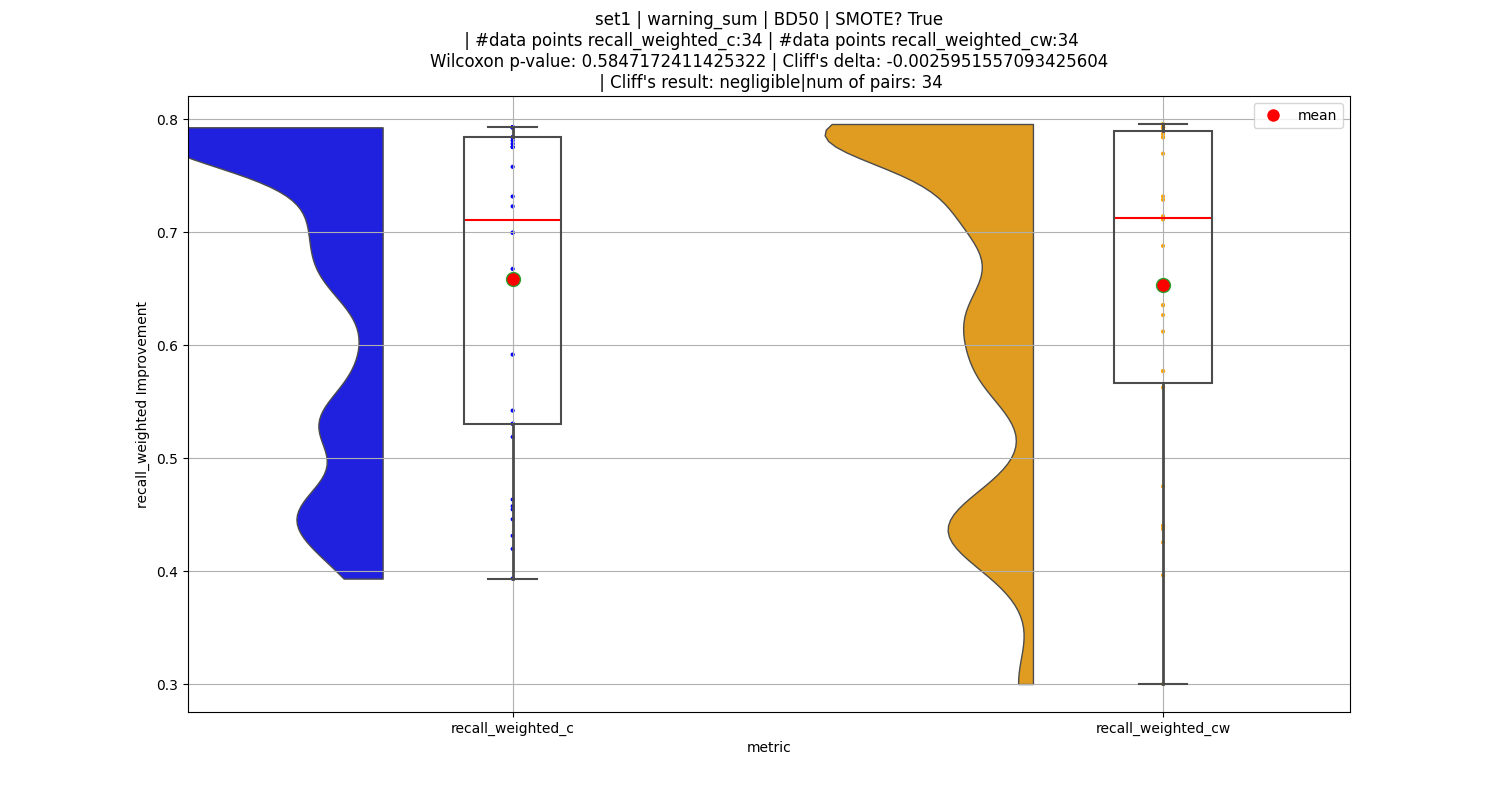 set1 | warning_sum | BD50 | SMOTE? True
| #data points recall_weighted_c:34 | #data points recall_weighted_cw:34
Wilcoxon p-value: 0.5847172411425322 | Cliff's delta: -0.0025951557093425604
| Cliff's result: negligible|num of pairs: 34
mean
0.8
0.7
0.6
0.5
0.4
0.3
recall_weighted Improvement
recall_weighted_c
recall_weighted_cw
metric